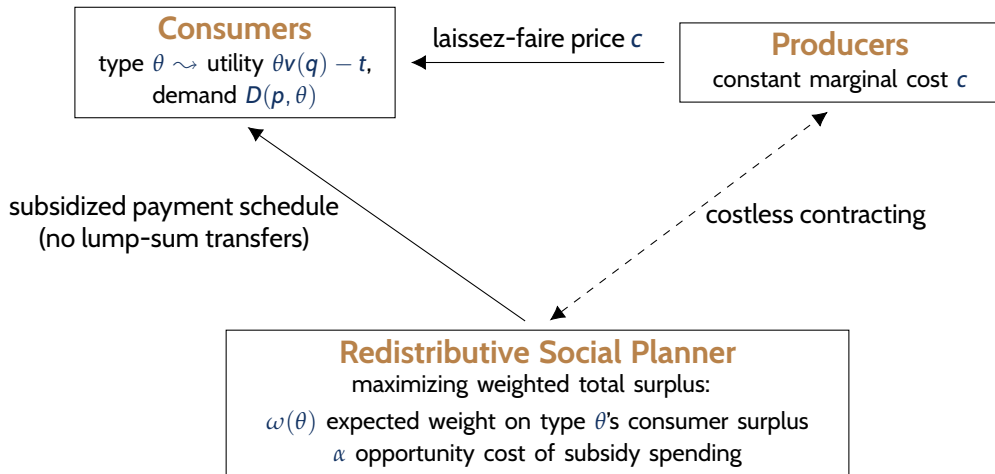 Consumers
type θ ⤳ utility θv(q) − t,
demand D(p, θ)
laissez-faire price c
Producers
constant marginal cost c
subsidized payment schedule
(no lump-sum transfers)
costless contracting
Redistributive Social Planner
maximizing weighted total surplus:
ω(θ) expected weight on type θ's consumer surplus
α opportunity cost of subsidy spending